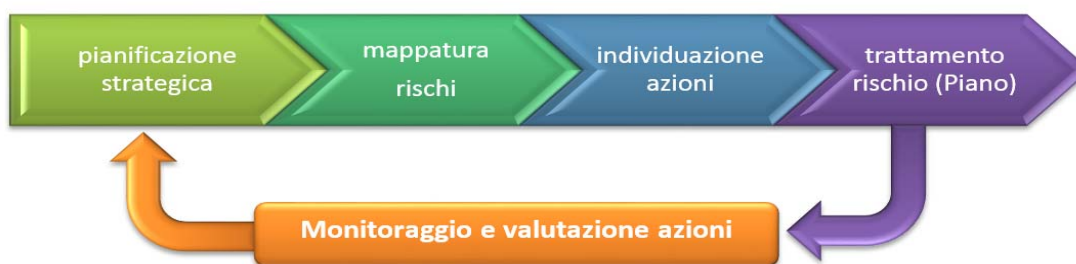 pianificazione
strategica
mappatura
rischi
individuazione
azioni
trattamento
rischio (Piano)
Monitoraggio e valutazione azioni